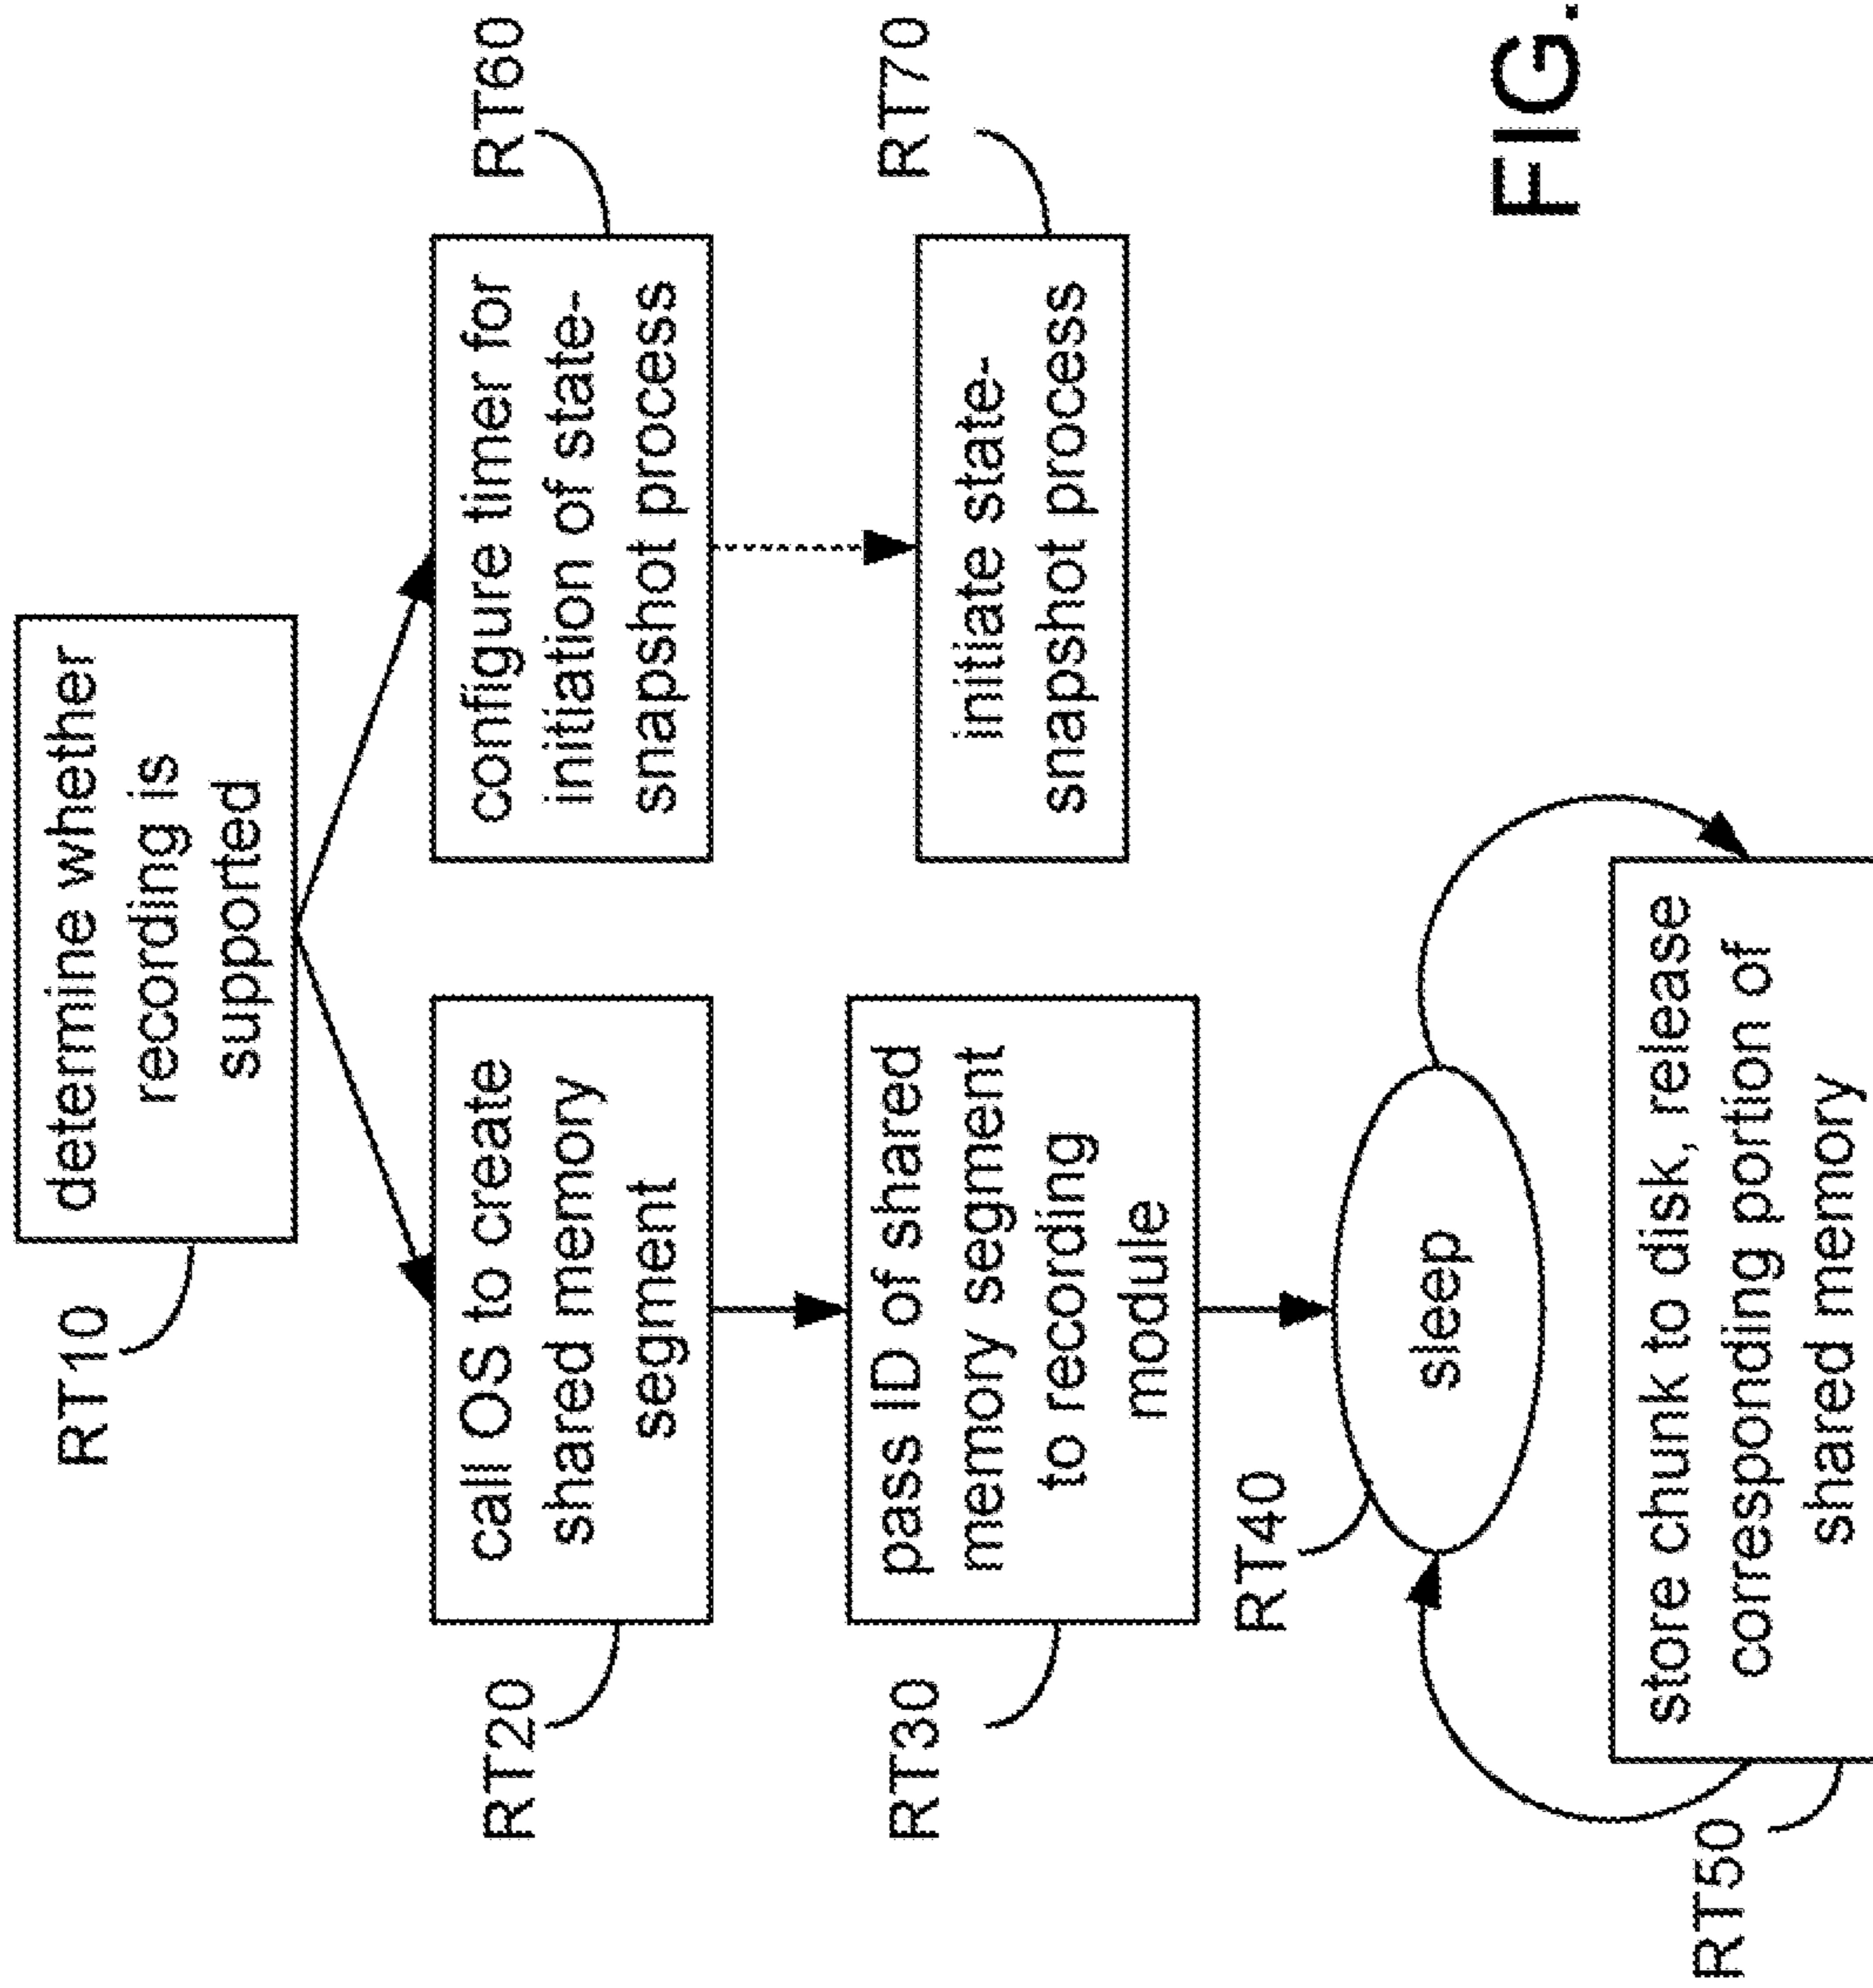 RT10
determine whether
recording is
supported
RT20
call OS to create
shared memory
segment
RT60
configure timer for
initiation of state-
snapshot process
RT30
pass ID of shared
memory segment
to recording
module
RT70
initiate state-
snapshot process
RT40
sleep
RT50
store chunk to disk, release
corresponding portion of
shared memory
FIG.